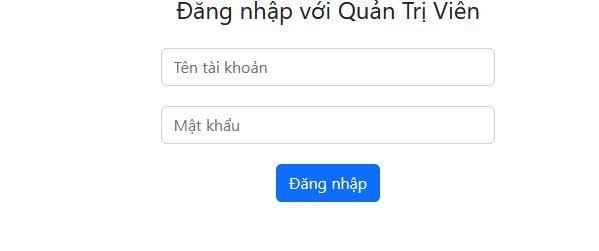 Đăng nhập với Quản Trị Viên
Tên tài khoản
Mật khẩu
Đăng nhập